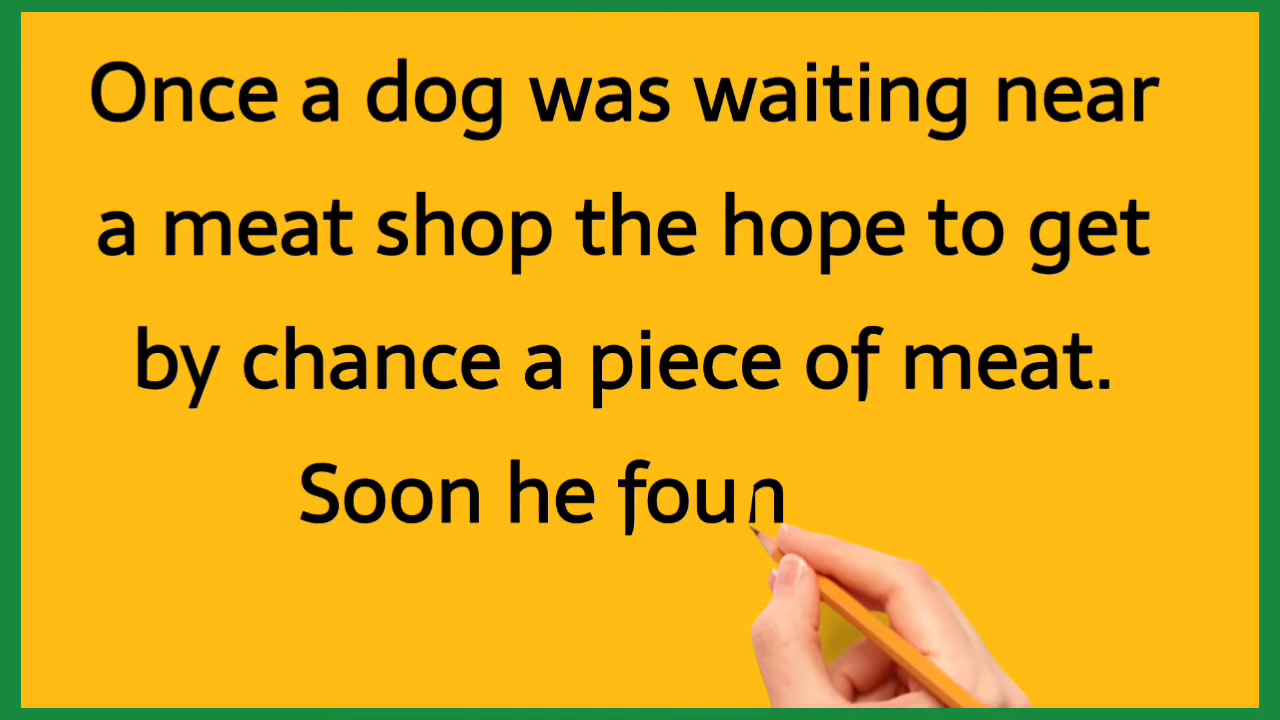 Once a dog was waiting near
a meat shop the hope to get
by chance a piece of meat.
Soon he foun